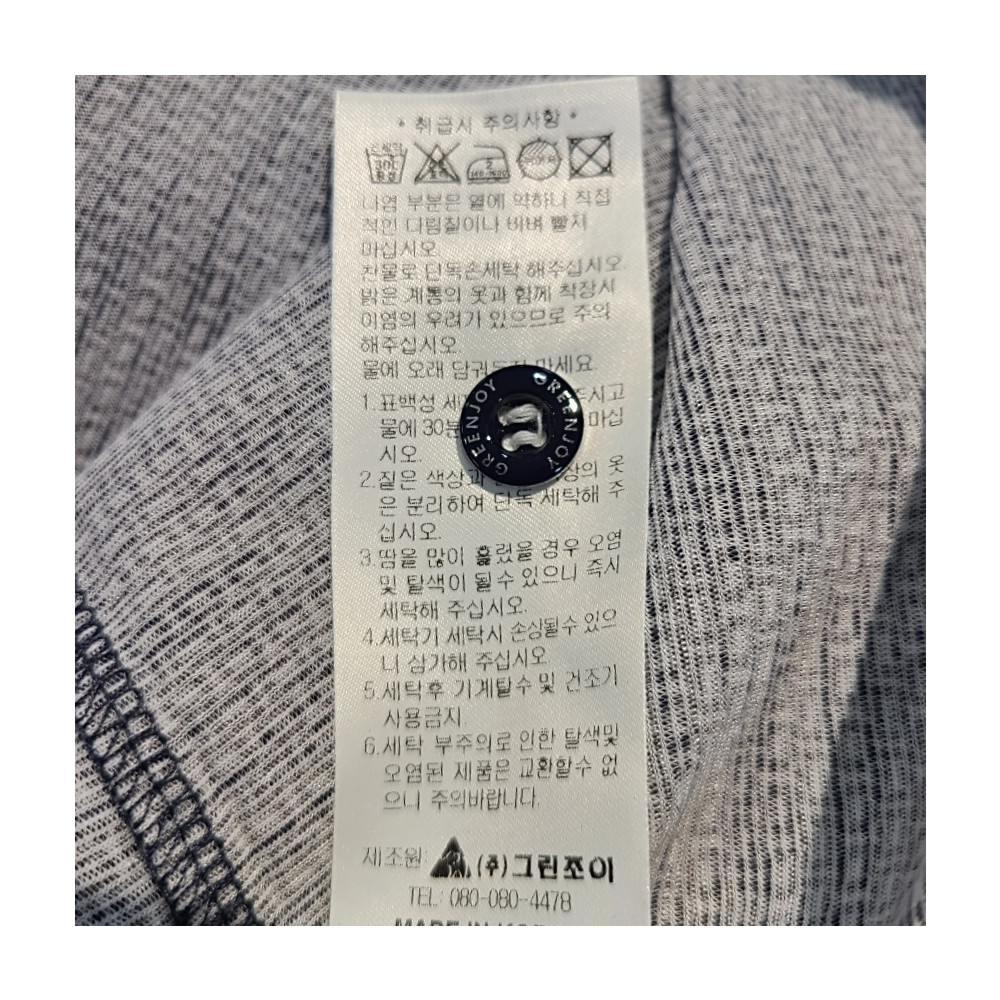 * 취급시 주의사항 *
손세탁
30℃
나염 부분은 열에 약하니 직접
적인 다림질이나 비벼 빨지
마십시오
찬물로 단독손세탁 해주십시오.
밝은 계통의 옷과 함께 착장시
이염의 우려가 있으므로 주의
해주십시오.
물에 오래 담궈두지 마세요.
1.표백성 시고
물에 30분 마십
시오.
2.짙은 색상과 옷
은 분리하여 단독 세탁해 주
십시오.
3.땀을 많이 흘렸을 경우 오염
및 탈색이 될수 있으니 즉시
세탁해 주십시오.
4.세탁기 세탁시 손상될수 있으
니 삼가해 주십시오
5.세탁후 기계탈수 및 건조기
사용금지.
6.세탁 부주의로 인한 탈색및
오염된 제품은 교환할수 없
으니 주의바랍니다.
GREENJOY GREENJOY
제조원: (주)그린조이
TEL: 080-080-4478
MADE IN